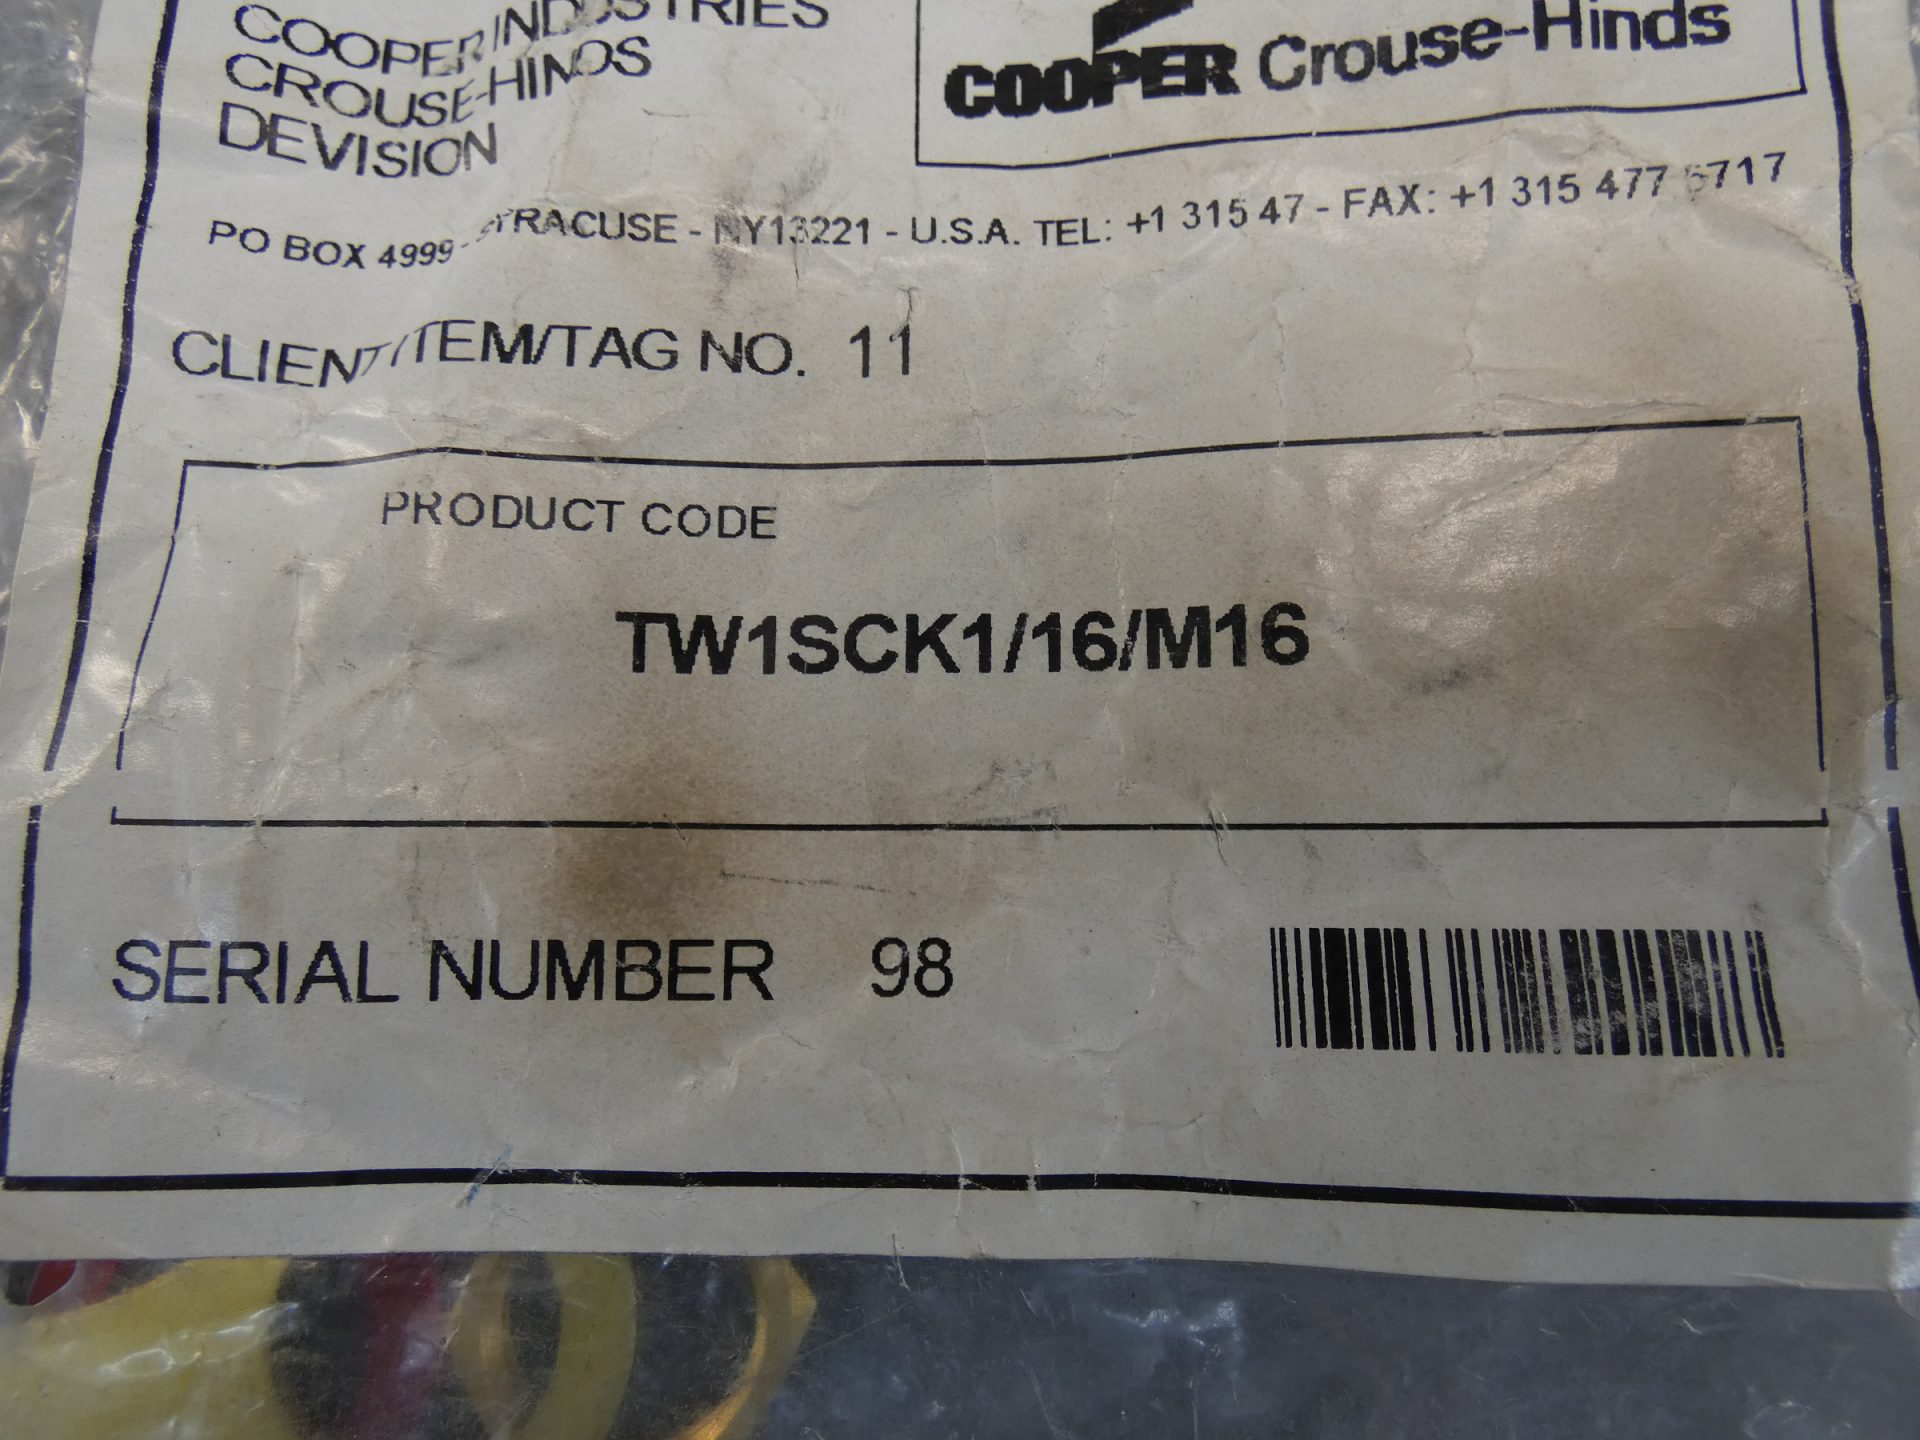 COOPER INDUSTRIES
CROUSE-HINDS
DEVISION
COOPER Crouse-Hinds
PO BOX 4999 - SYRACUSE - NY13221 - U.S.A. TEL: +1 315 47 - FAX: +1 315 477 5717
CLIENT/ITEM/TAG NO. 11
PRODUCT CODE
TW1SCK1/16/M16
SERIAL NUMBER 98